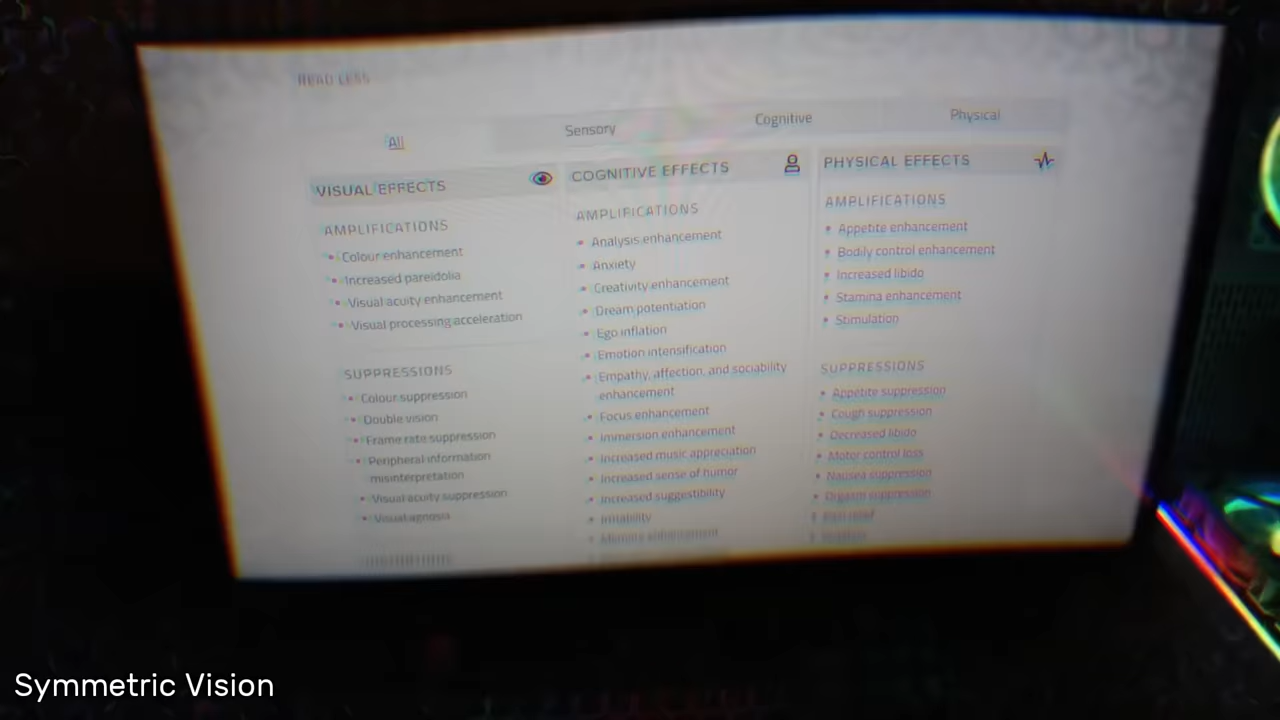 READ LESS
All
Sensory
Cognitive
Physical
VISUAL EFFECTS
AMPLIFICATIONS
Colour enhancement
Increased pareidolia
Visual acuity enhancement
Visual processing acceleration
SUPPRESSIONS
Colour suppression
Double vision
Frame rate suppression
Peripheral information
misinterpretation
Visual acuity suppression
Visual agnosia
COGNITIVE EFFECTS
AMPLIFICATIONS
Analysis enhancement
Anxiety
Creativity enhancement
Dream potentiation
Ego inflation
Emotion intensification
Empathy, affection, and sociability
enhancement
Focus enhancement
Immersion enhancement
Increased music appreciation
Increased sense of humor
Increased suggestibility
Irritability
Memory enhancement
PHYSICAL EFFECTS
AMPLIFICATIONS
Appetite enhancement
Bodily control enhancement
Increased libido
Stamina enhancement
Stimulation
SUPPRESSIONS
Appetite suppression
Cough suppression
Decreased libido
Motor control loss
Nausea suppression
Orgasm suppression
Symmetric Vision